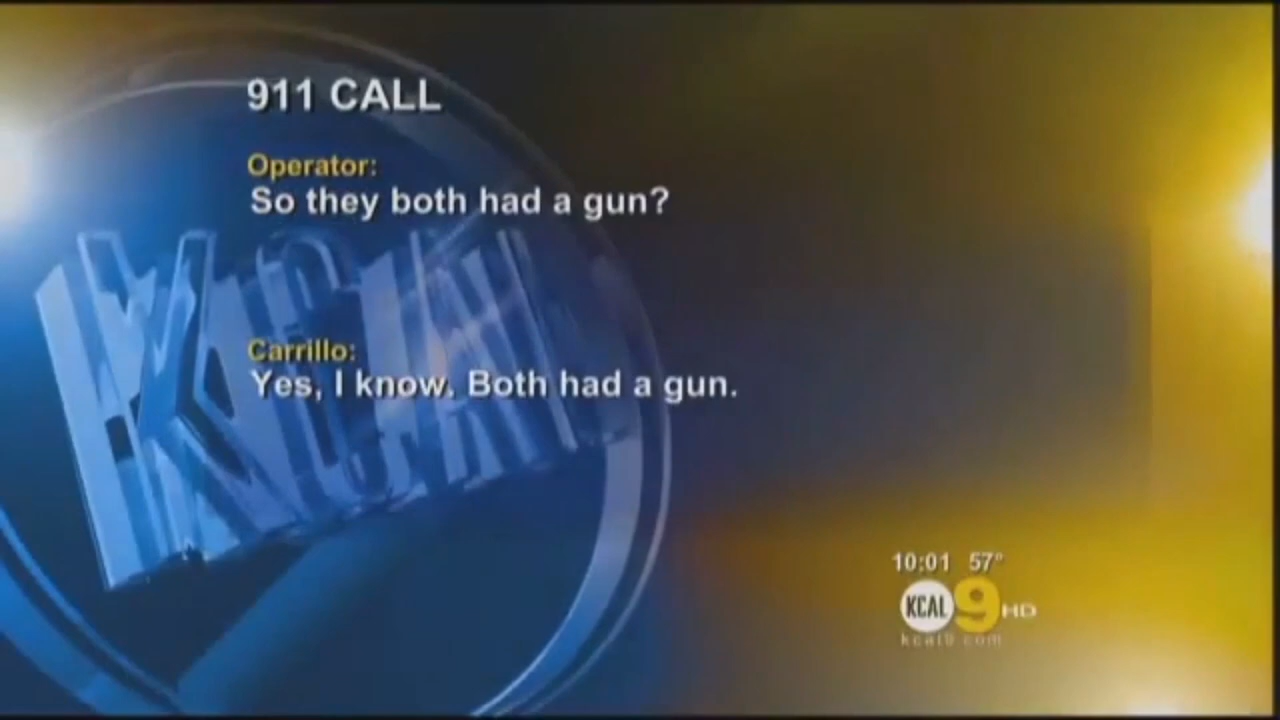 911 CALL
Operator:
So they both had a gun?
KCAL
Carrillo:
Yes, I know. Both had a gun.
10:01 57°
KCAL 9 HD
kcal9.com